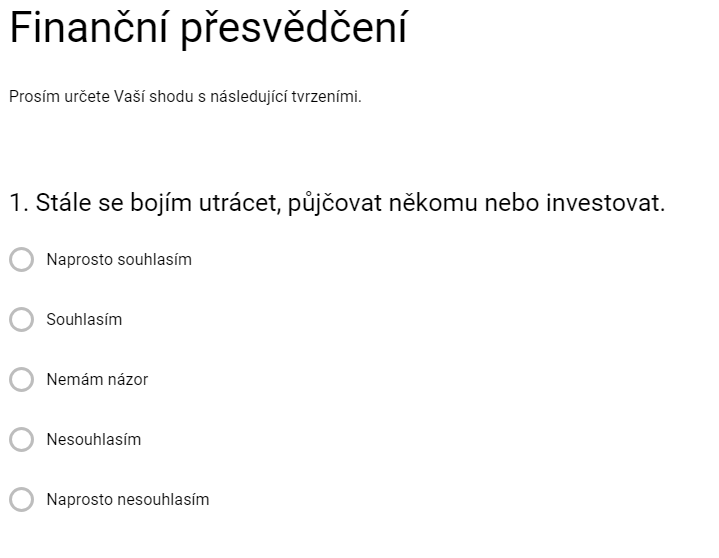 Finanční přesvědčení
Prosím určete Vaší shodu s následující tvrzeními.
1. Stále se bojím utrácet, půjčovat někomu nebo investovat.
Naprosto souhlasím
Souhlasím
Nemám názor
Nesouhlasím
Naprosto nesouhlasím